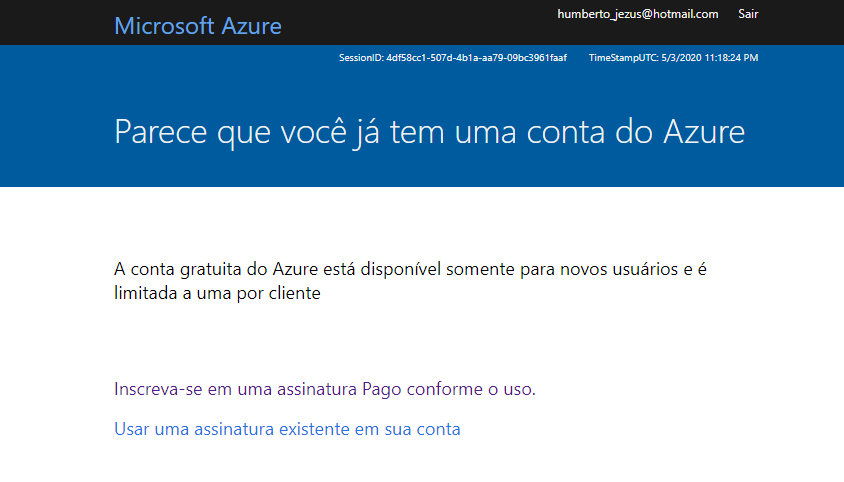 Microsoft Azure
humberto_jezus@hotmail.com Sair
SessionID: 4df58cc1-507d-4b1a-aa79-09bc3961faaf TimeStampUTC: 5/3/2020 11:18:24 PM
Parece que você já tem uma conta do Azure
A conta gratuita do Azure está disponível somente para novos usuários e é
limitada a uma por cliente
Inscreva-se em uma assinatura Pago conforme o uso.
Usar uma assinatura existente em sua conta